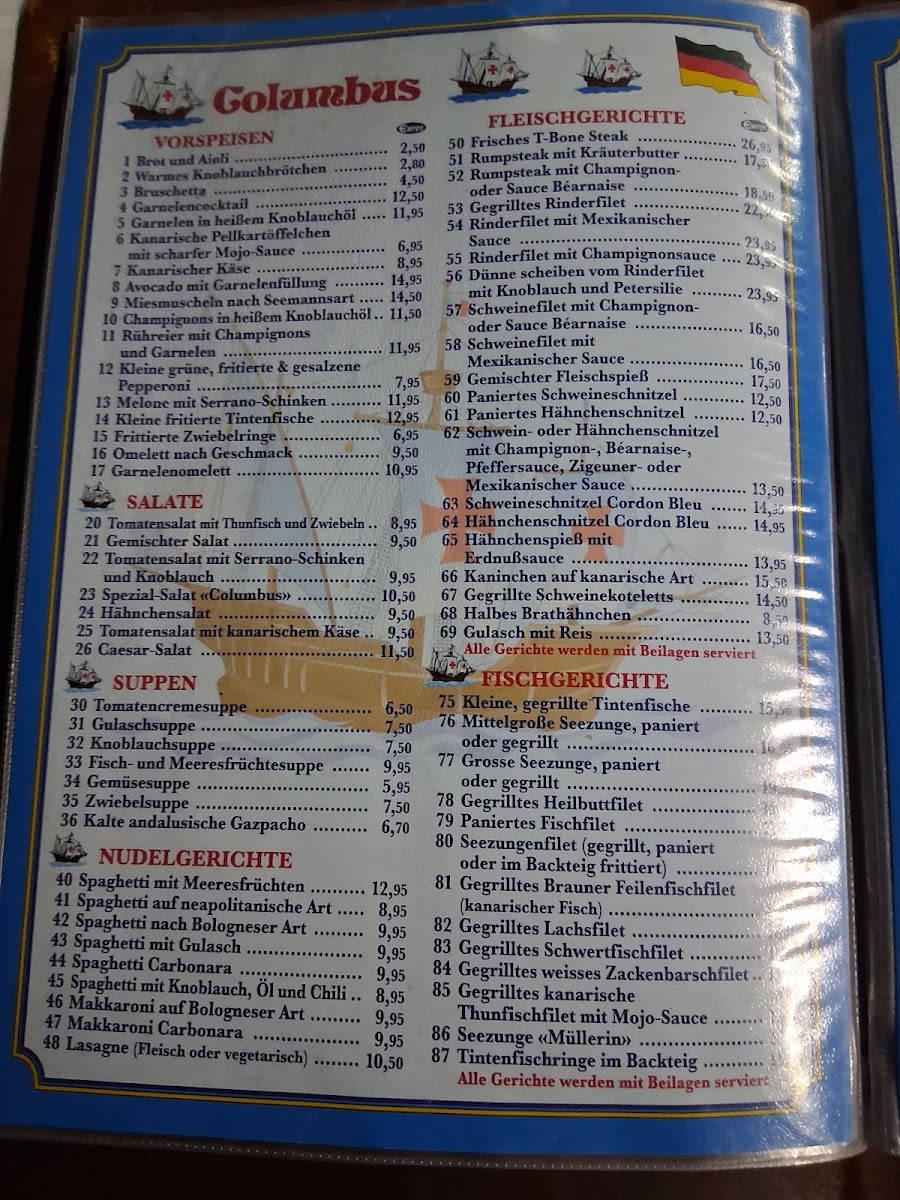 Columbus
VORSPEISEN
Euros
1 Brot und Aioli ........ 2,50
2 Warmes Knoblauchbrötchen ........ 2,80
3 Bruschetta ........ 4,50
4 Garnelencocktail ........ 12,50
5 Garnelen in heißem Knoblauchöl ..... 11,95
6 Kanarische Pellkartöffelchen
mit scharfer Mojo-Sauce ........ 6,95
7 Kanarischer Käse ........ 8,95
8 Avocado mit Garnelenfüllung ........ 14,95
9 Miesmuscheln nach Seemannsart ..... 14,50
10 Champignons in heißem Knoblauchöl .. 11,50
11 Rühreier mit Champignons
und Garnelen ........ 11,95
12 Kleine grüne, fritierte & gesalzene
Pepperoni ........ 7,95
13 Melone mit Serrano-Schinken ........ 11,95
14 Kleine fritierte Tintenfische ........ 12,95
15 Frittierte Zwiebelringe ........ 6,95
16 Omelett nach Geschmack ........ 9,50
17 Garnelenomelett ........ 10,95
SALATE
20 Tomatensalat mit Thunfisch und Zwiebeln .. 8,95
21 Gemischter Salat ........ 9,50
22 Tomatensalat mit Serrano-Schinken
und Knoblauch ........ 9,95
23 Spezial-Salat «Columbus» ........ 10,50
24 Hähnchensalat ........ 9,50
25 Tomatensalat mit kanarischem Käse .. 9,50
26 Caesar-Salat ........ 11,50
SUPPEN
30 Tomatencremesuppe ........ 6,50
31 Gulaschsuppe ........ 7,50
32 Knoblauchsuppe ........ 7,50
33 Fisch- und Meeresfrüchtesuppe ....... 9,95
34 Gemüsesuppe ........ 5,95
35 Zwiebelsuppe ........ 7,50
36 Kalte andalusische Gazpacho .......... 6,70
NUDELGERICHTE
40 Spaghetti mit Meeresfrüchten .......... 12,95
41 Spaghetti auf neapolitanische Art ..... 8,95
42 Spaghetti nach Bologneser Art ......... 9,95
43 Spaghetti mit Gulasch ........ 9,95
44 Spaghetti Carbonara ........ 9,95
45 Spaghetti mit Knoblauch, Öl und Chili .. 8,95
46 Makkaroni auf Bologneser Art ......... 9,95
47 Makkaroni Carbonara ........ 9,95
48 Lasagne (Fleisch oder vegetarisch) ........ 10,50
FLEISCHGERICHTE
Euros
50 Frisches T-Bone Steak ........ 26,95
51 Rumpsteak mit Kräuterbutter ........ 17,5
52 Rumpsteak mit Champignon-
oder Sauce Béarnaise ........ 18,50
53 Gegrilltes Rinderfilet ........ 22,
54 Rinderfilet mit Mexikanischer
Sauce ........ 23,95
55 Rinderfilet mit Champignonsauce .... 23,95
56 Dünne scheiben vom Rinderfilet
mit Knoblauch und Petersilie .......... 23,95
57 Schweinefilet mit Champignon-
oder Sauce Béarnaise ........ 16,50
58 Schweinefilet mit
Mexikanischer Sauce ........ 16,50
59 Gemischter Fleischspieß ........ 17,50
60 Paniertes Schweineschnitzel ........ 12,50
61 Paniertes Hähnchenschnitzel .......... 12,50
62 Schwein- oder Hähnchenschnitzel
mit Champignon-, Béarnaise-,
Pfeffersauce, Zigeuner- oder
Mexikanischer Sauce ........ 13,50
63 Schweineschnitzel Cordon Bleu ....... 14,95
64 Hähnchenschnitzel Cordon Bleu ...... 14,95
65 Hähnchenspieß mit
Erdnußsauce ........ 13,95
66 Kaninchen auf kanarische Art ........ 15,50
67 Gegrillte Schweinekoteletts ........ 14,50
68 Halbes Brathähnchen ........ 8,50
69 Gulasch mit Reis ........ 13,50
Alle Gerichte werden mit Beilagen serviert
FISCHGERICHTE
75 Kleine, gegrillte Tintenfische ......... 15,50
76 Mittelgroße Seezunge, paniert
oder gegrillt ........
77 Grosse Seezunge, paniert
oder gegrillt ........
78 Gegrilltes Heilbuttfilet ........
79 Paniertes Fischfilet ........
80 Seezungenfilet (gegrillt, paniert
oder im Backteig frittiert) ........
81 Gegrilltes Brauner Feilenfischfilet
(kanarischer Fisch) ........
82 Gegrilltes Lachsfilet ........
83 Gegrilltes Schwertfischfilet ........
84 Gegrilltes weisses Zackenbarschfilet ..
85 Gegrilltes kanarische
Thunfischfilet mit Mojo-Sauce .......
86 Seezunge «Müllerin» ........
87 Tintenfischringe im Backteig ........
Alle Gerichte werden mit Beilagen serviert